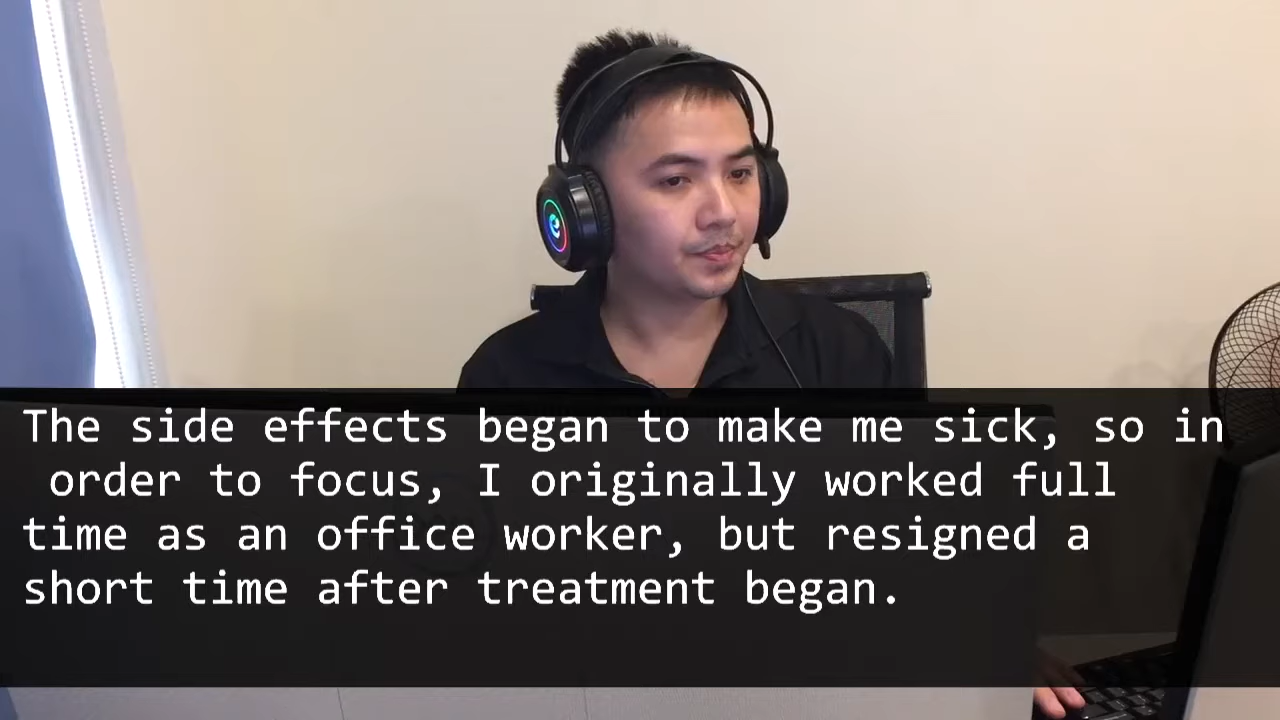 The side effects began to make me sick, so in
order to focus, I originally worked full
time as an office worker, but resigned a
short time after treatment began.